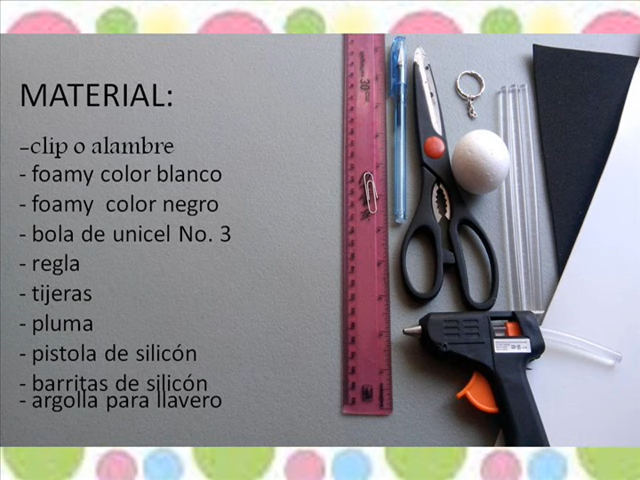 MATERIAL:
-clip o alambre
- foamy color blanco
- foamy  color negro
- bola de unicel No. 3
- regla
- tijeras
- pluma
- pistola de silicón
- barritas de silicón
- argolla para llavero
30